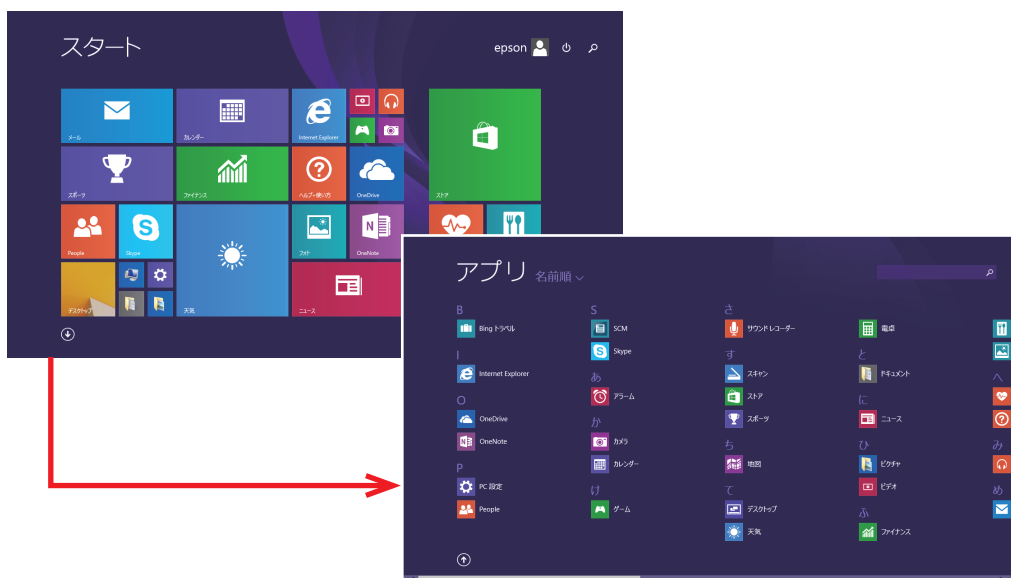 スタート
epson
メール
カレンダー
Internet Explorer
スポーツ
ファイナンス
ヘルプ+使い方
OneDrive
ストア
People
Skype
フォト
OneNote
デスクトップ
天気
ニュース
アプリ 名前順
B
Bing トラベル
I
Internet Explorer
O
OneDrive
OneNote
P
PC 設定
People
S
SCM
Skype
あ
アラーム
か
カメラ
カレンダー
け
ゲーム
さ
サウンド レコーダー
す
スキャン
ストア
スポーツ
ち
地図
て
デスクトップ
天気
電卓
と
ドキュメント
に
ニュース
ひ
ピクチャ
ビデオ
ふ
ファイナンス
へ
み
め